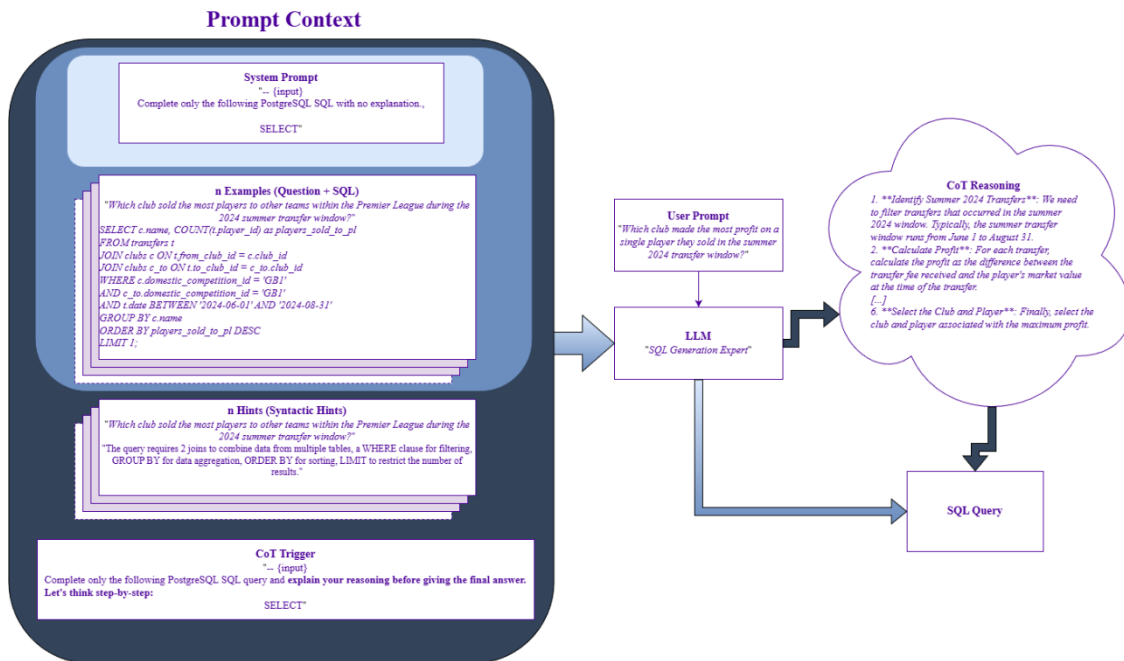 Prompt Context
System Prompt
"-- {input}
Complete only the following PostgreSQL SQL with no explanation.,
SELECT"
n Examples (Question + SQL)
"Which club sold the most players to other teams within the Premier League during the
2024 summer transfer window?"
SELECT c.name, COUNT(t.player_id) as players_sold_to_pl
FROM transfers t
JOIN clubs c ON t.from_club_id = c.club_id
JOIN clubs c_to ON t.to_club_id = c_to.club_id
WHERE c.domestic_competition_id = 'GB1'
AND c_to.domestic_competition_id = 'GB1'
AND t.date BETWEEN '2024-06-01' AND '2024-08-31'
GROUP BY c.name
ORDER BY players_sold_to_pl DESC
LIMIT 1;
n Hints (Syntactic Hints)
"Which club sold the most players to other teams within the Premier League during the
2024 summer transfer window?"
"The query requires 2 joins to combine data from multiple tables, a WHERE clause for filtering,
GROUP BY for data aggregation, ORDER BY for sorting, LIMIT to restrict the number of
results."
CoT Trigger
"-- {input}
Complete only the following PostgreSQL SQL query and explain your reasoning before giving the final answer.
Let's think step-by-step:
SELECT"
User Prompt
"Which club made the most profit on a
single player they sold in the summer
2024 transfer window?"
LLM
"SQL Generation Expert"
CoT Reasoning
1. **Identify Summer 2024 Transfers**: We need
to filter transfers that occurred in the summer
2024 window. Typically, the summer transfer
window runs from June 1 to August 31.
2. **Calculate Profit**: For each transfer,
calculate the profit as the difference between the
transfer fee received and the player's market value
at the time of the transfer.
[...]
6. **Select the Club and Player**: Finally, select the
club and player associated with the maximum profit.
SQL Query